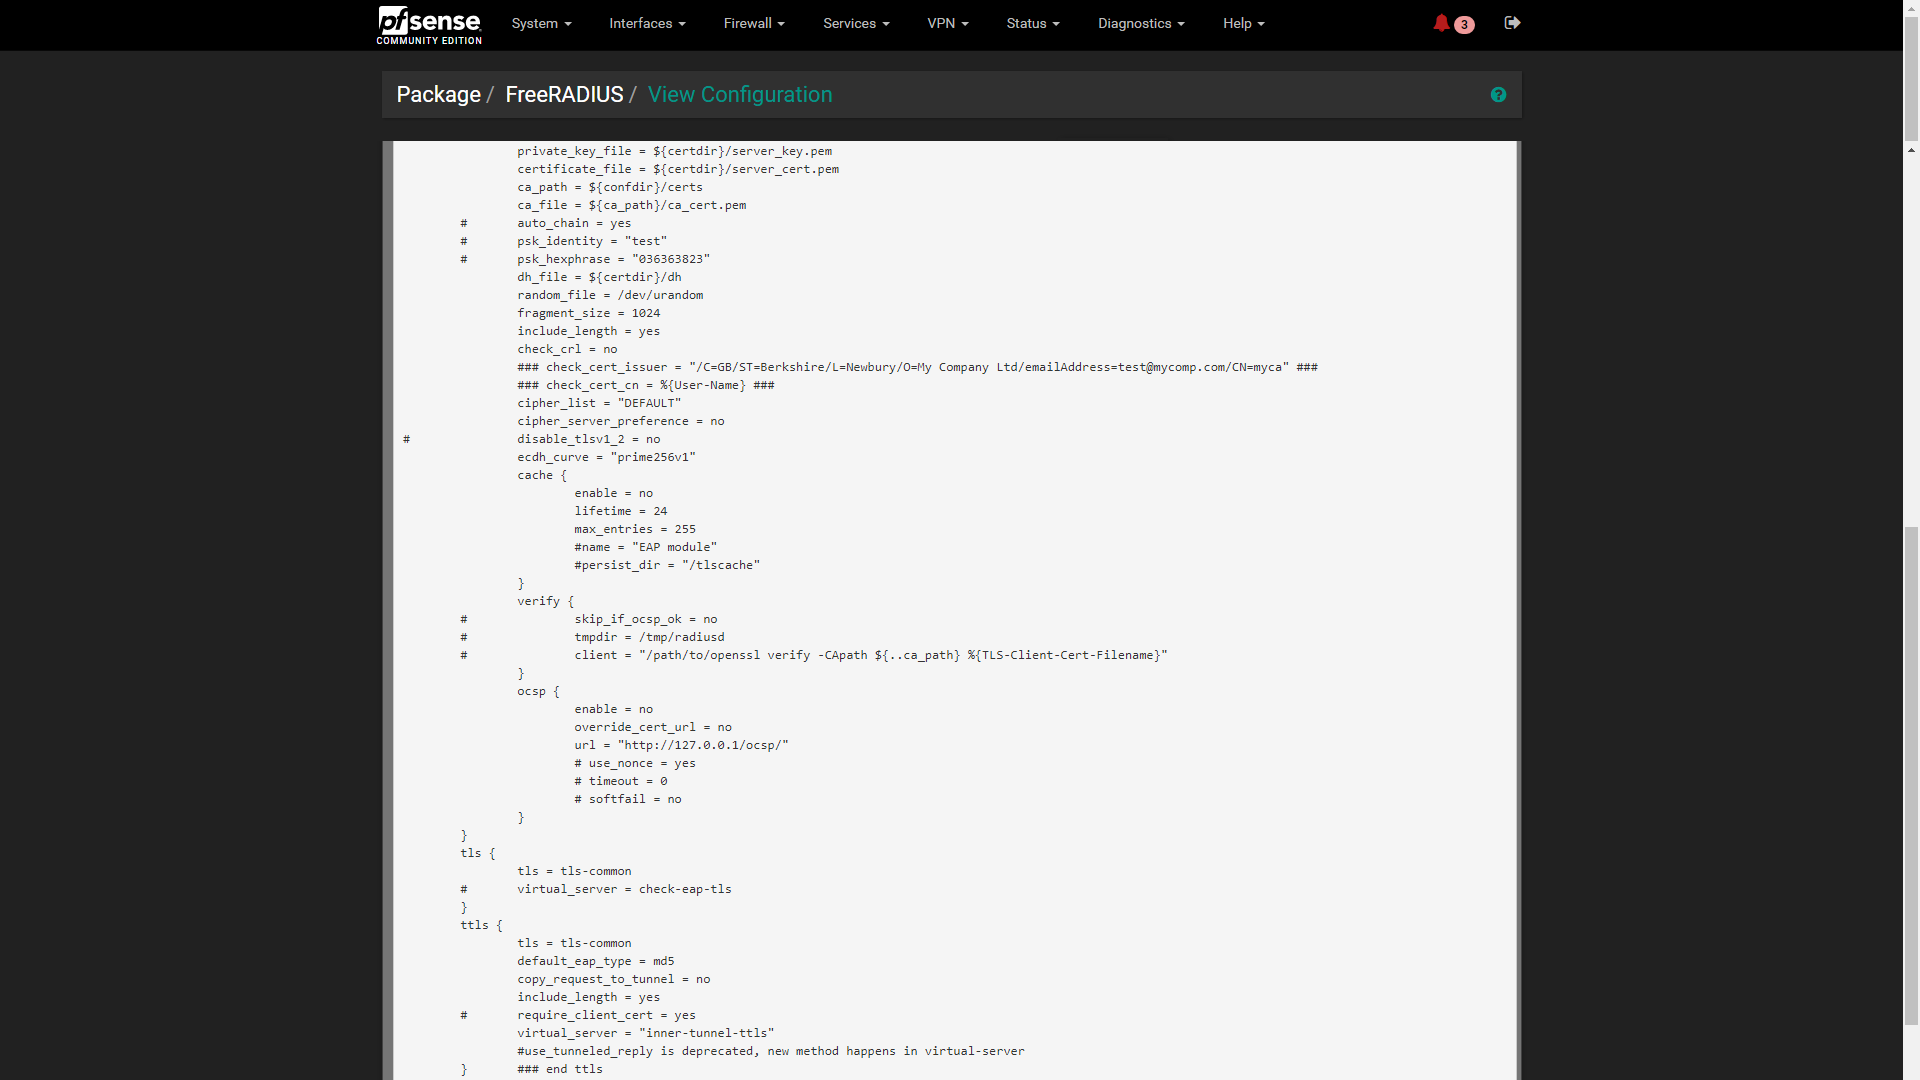 pfsense COMMUNITY EDITION System Interfaces Firewall Services VPN Status Diagnostics Help 3
Package / FreeRADIUS / View Configuration ?
private_key_file = ${certdir}/server_key.pem
certificate_file = ${certdir}/server_cert.pem
ca_path = ${confdir}/certs
ca_file = ${ca_path}/ca_cert.pem
# auto_chain = yes
# psk_identity = "test"
# psk_hexphrase = "036363823"
dh_file = ${certdir}/dh
random_file = /dev/urandom
fragment_size = 1024
include_length = yes
check_crl = no
### check_cert_issuer = "/C=GB/ST=Berkshire/L=Newbury/O=My Company Ltd/emailAddress=test@mycomp.com/CN=myca" ###
### check_cert_cn = %{User-Name} ###
cipher_list = "DEFAULT"
cipher_server_preference = no
# disable_tlsv1_2 = no
ecdh_curve = "prime256v1"
cache {
enable = no
lifetime = 24
max_entries = 255
#name = "EAP module"
#persist_dir = "/tlscache"
}
verify {
# skip_if_ocsp_ok = no
# tmpdir = /tmp/radiusd
# client = "/path/to/openssl verify -CApath ${..ca_path} %{TLS-Client-Cert-Filename}"
}
ocsp {
enable = no
override_cert_url = no
url = "http://127.0.0.1/ocsp/"
# use_nonce = yes
# timeout = 0
# softfail = no
}
}
tls {
tls = tls-common
# virtual_server = check-eap-tls
}
ttls {
tls = tls-common
default_eap_type = md5
copy_request_to_tunnel = no
include_length = yes
# require_client_cert = yes
virtual_server = "inner-tunnel-ttls"
#use_tunneled_reply is deprecated, new method happens in virtual-server
} ### end ttls